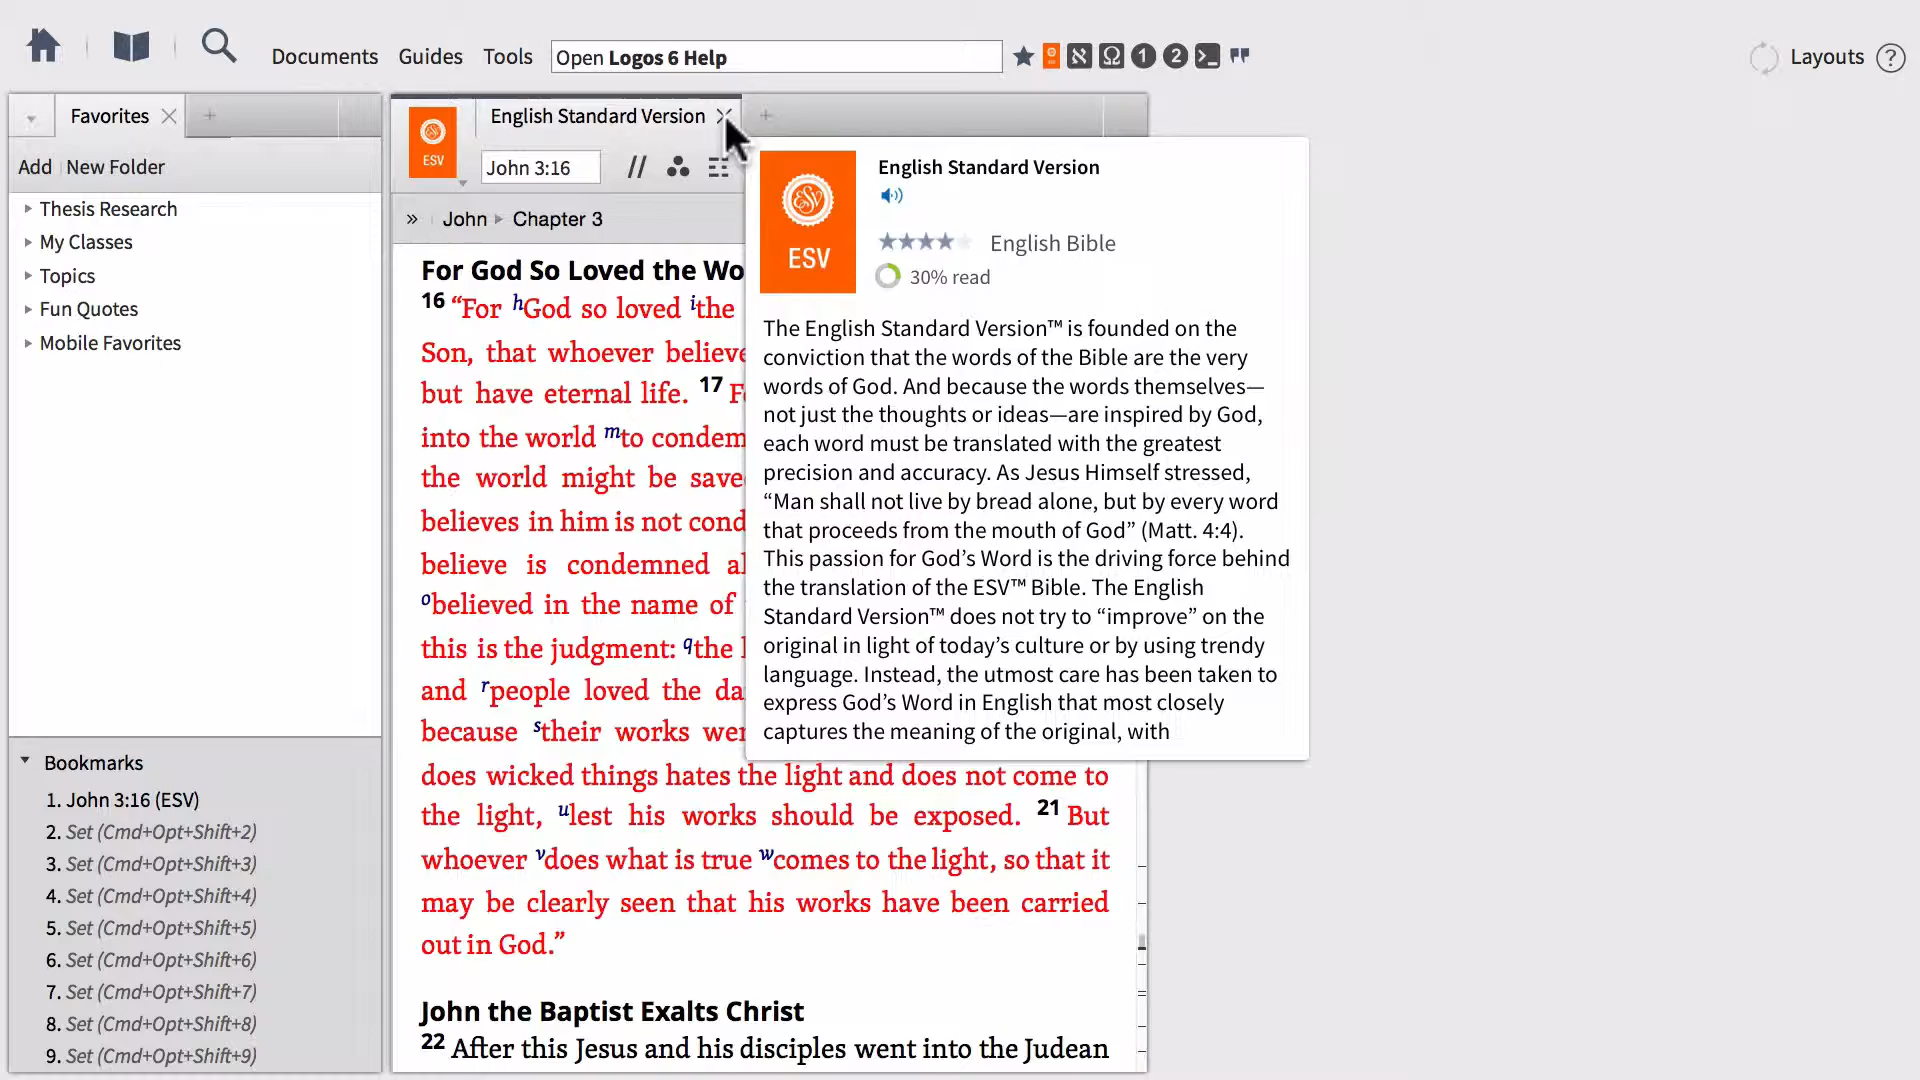 Documents Guides Tools Open Logos 6 Help 1 2 Layouts ?
Favorites
Add New Folder
Thesis Research
My Classes
Topics
Fun Quotes
Mobile Favorites
Bookmarks
1. John 3:16 (ESV)
2. Set (Cmd+Opt+Shift+2)
3. Set (Cmd+Opt+Shift+3)
4. Set (Cmd+Opt+Shift+4)
5. Set (Cmd+Opt+Shift+5)
6. Set (Cmd+Opt+Shift+6)
7. Set (Cmd+Opt+Shift+7)
8. Set (Cmd+Opt+Shift+8)
9. Set (Cmd+Opt+Shift+9)
English Standard Version
ESV
John 3:16
» John Chapter 3
For God So Loved the
16 “For hGod so loved ithe
Son, that whoever
but have eternal life. 17
into the world mto
the world might be
believes in him is not
believe is condemned
obelieved in the name of
this is the judgment: qthe
and rpeople loved the
because stheir works
does wicked things hates the light and does not come to
the light, ulest his works should be exposed. 21 But
whoever vdoes what is true wcomes to the light, so that it
may be clearly seen that his works have been carried
out in God.”
John the Baptist Exalts Christ
22 After this Jesus and his disciples went into the Judean
ESV
English Standard Version
English Bible
30% read
The English Standard Version™ is founded on the
conviction that the words of the Bible are the very
words of God. And because the words themselves—
not just the thoughts or ideas—are inspired by God,
each word must be translated with the greatest
precision and accuracy. As Jesus Himself stressed,
“Man shall not live by bread alone, but by every word
that proceeds from the mouth of God” (Matt. 4:4).
This passion for God’s Word is the driving force behind
the translation of the ESV™ Bible. The English
Standard Version™ does not try to “improve” on the
original in light of today’s culture or by using trendy
language. Instead, the utmost care has been taken to
express God’s Word in English that most closely
captures the meaning of the original, with